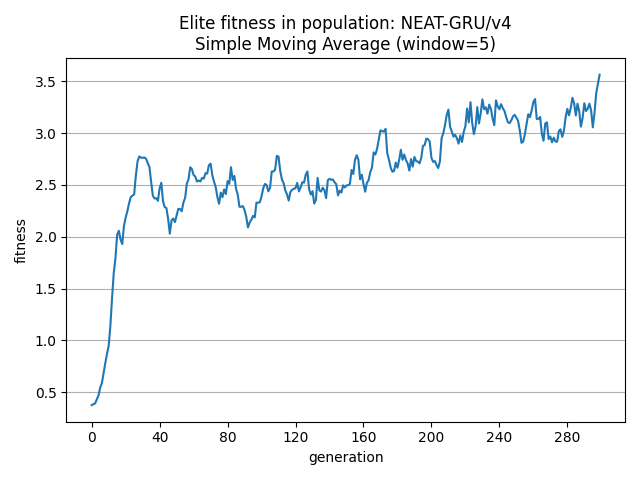 Elite fitness in population: NEAT-GRU/v4
Simple Moving Average (window=5)
fitness
3.5
3.0
2.5
2.0
1.5
1.0
0.5
0 40 80 120 160 200 240 280
generation